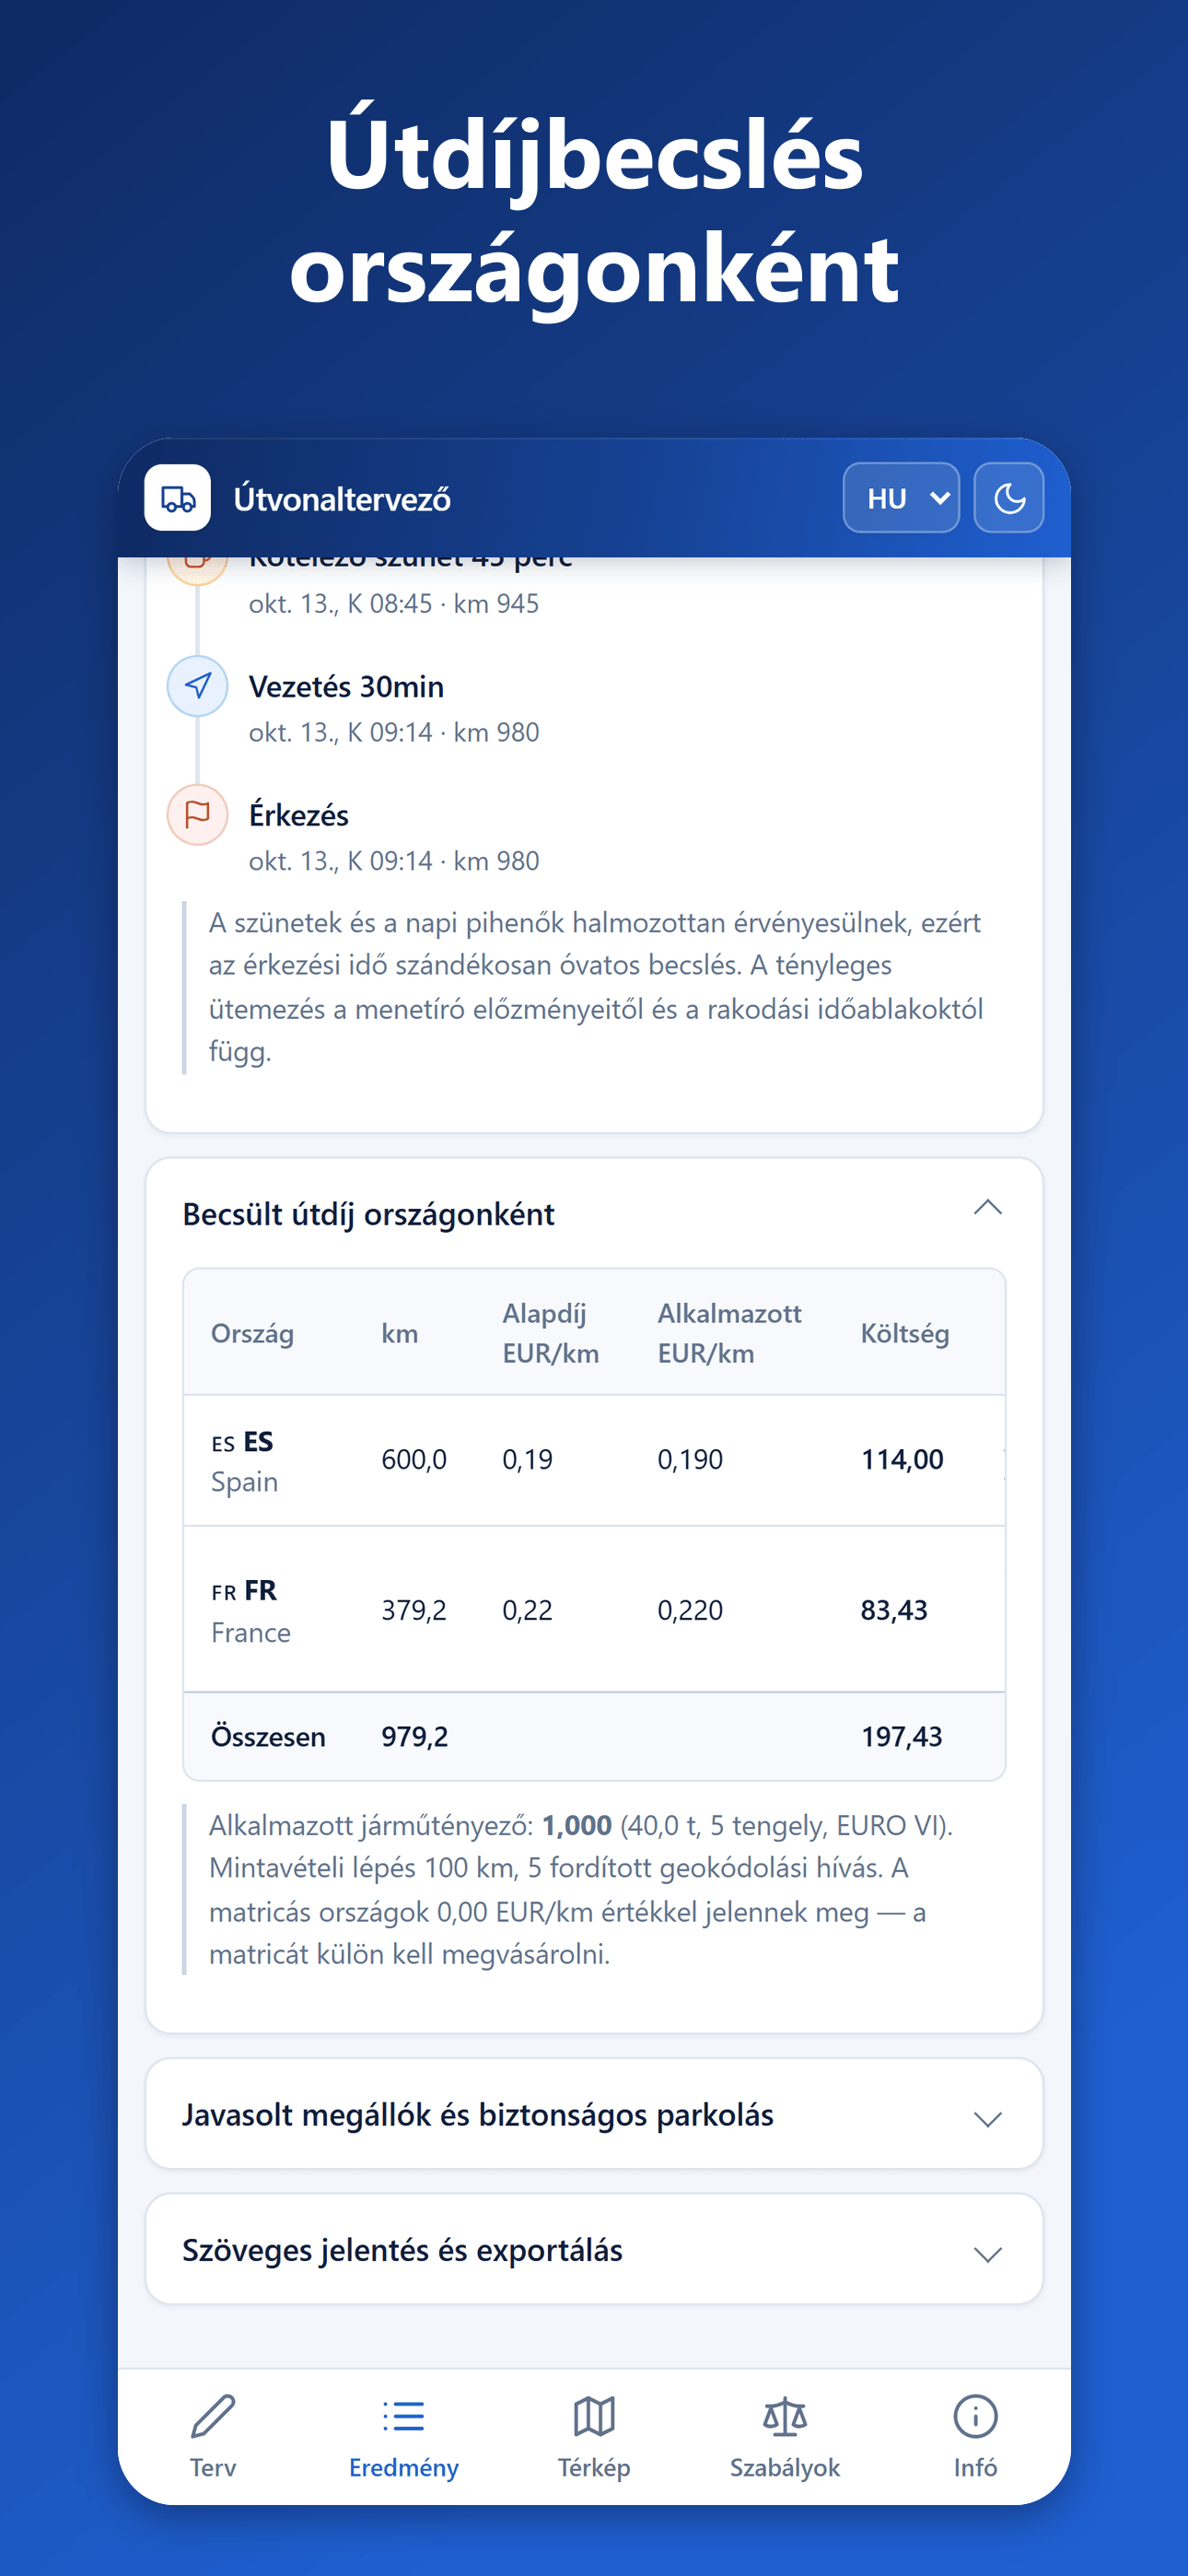 Útdíjbecslés
országonként
Útvonaltervező
HU
Kötelező szünet 45 perc
okt. 13., K 08:45 · km 945
Vezetés 30min
okt. 13., K 09:14 · km 980
Érkezés
okt. 13., K 09:14 · km 980
A szünetek és a napi pihenők halmozottan érvényesülnek, ezért
az érkezési idő szándékosan óvatos becslés. A tényleges
ütemezés a menetíró előzményeitől és a rakodási időablakoktól
függ.
Becsült útdíj országonként
Ország km Alapdíj EUR/km Alkalmazott EUR/km Költség
ES ES Spain 600,0 0,19 0,190 114,00
FR FR France 379,2 0,22 0,220 83,43
Összesen 979,2 197,43
Alkalmazott járműtényező: 1,000 (40,0 t, 5 tengely, EURO VI).
Mintavételi lépés 100 km, 5 fordított geokódolási hívás. A
matricás országok 0,00 EUR/km értékkel jelennek meg — a
matricát külön kell megvásárolni.
Javasolt megállók és biztonságos parkolás
Szöveges jelentés és exportálás
Terv Eredmény Térkép Szabályok Infó